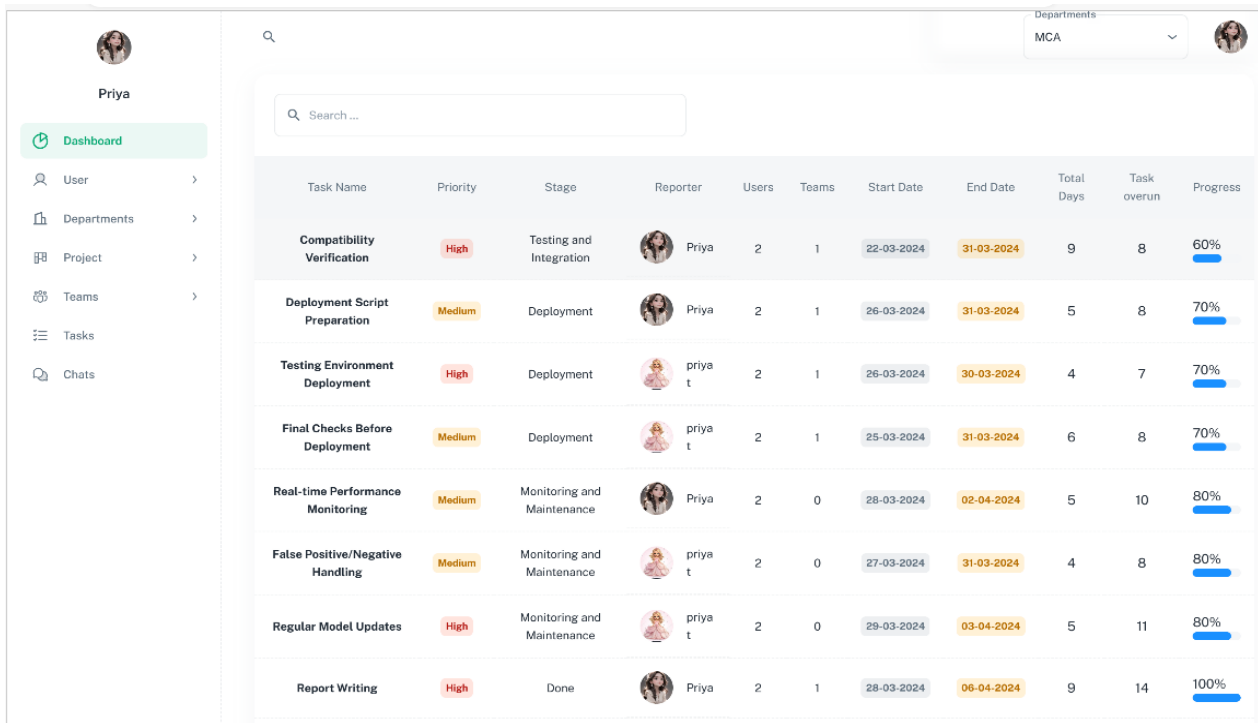 Departments
MCA
Priya
Search ...
Dashboard
User
Departments
Project
Teams
Tasks
Chats
Task Name Priority Stage Reporter Users Teams Start Date End Date Total Days Task overun Progress
Compatibility Verification High Testing and Integration Priya 2 1 22-03-2024 31-03-2024 9 8 60%
Deployment Script Preparation Medium Deployment Priya 2 1 26-03-2024 31-03-2024 5 8 70%
Testing Environment Deployment High Deployment priya t 2 1 26-03-2024 30-03-2024 4 7 70%
Final Checks Before Deployment Medium Deployment priya t 2 1 25-03-2024 31-03-2024 6 8 70%
Real-time Performance Monitoring Medium Monitoring and Maintenance Priya 2 0 28-03-2024 02-04-2024 5 10 80%
False Positive/Negative Handling Medium Monitoring and Maintenance priya t 2 0 27-03-2024 31-03-2024 4 8 80%
Regular Model Updates High Monitoring and Maintenance priya t 2 0 29-03-2024 03-04-2024 5 11 80%
Report Writing High Done Priya 2 1 28-03-2024 06-04-2024 9 14 100%